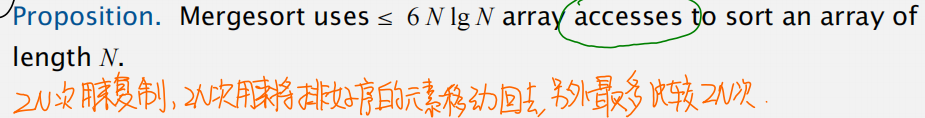 Proposition. Mergesort uses ≤ 6 N lg N array accesses to sort an array of
length N.
2N次用来复制，2N次用来将排好序的元素移动回去，另外最多比较2N次．